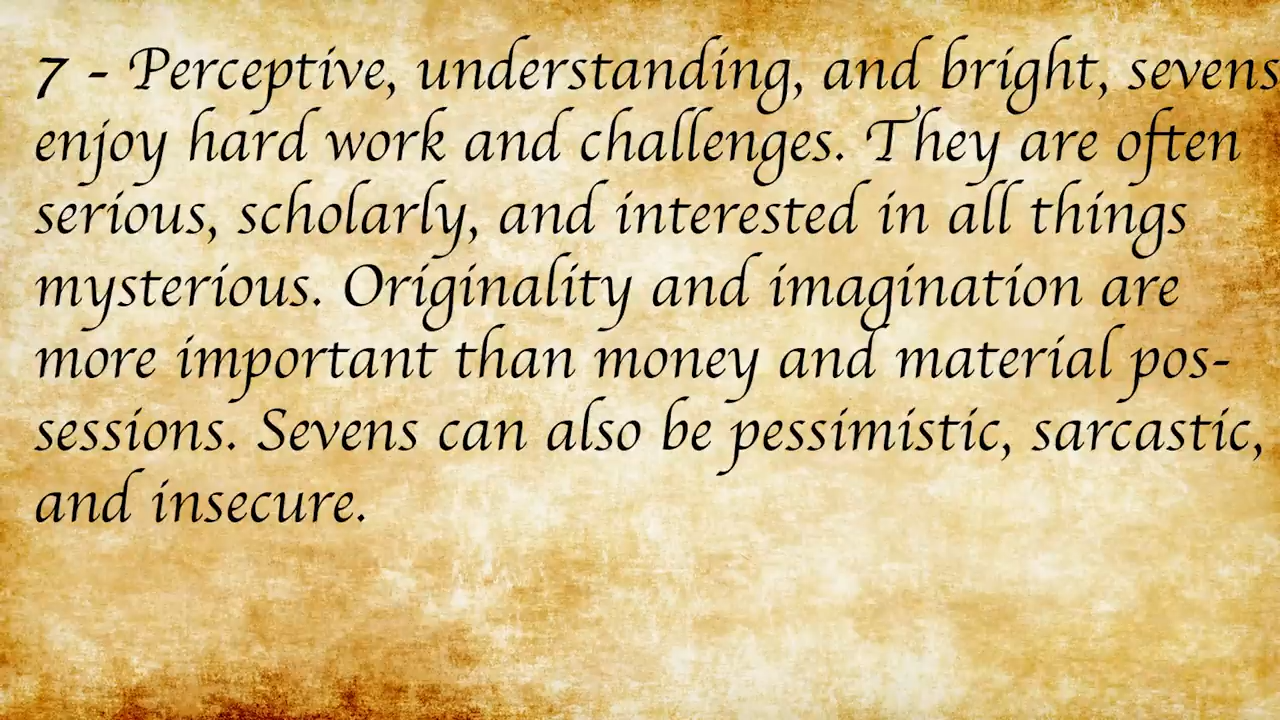 7 - Perceptive, understanding, and bright, sevens
enjoy hard work and challenges. They are often
serious, scholarly, and interested in all things
mysterious. Originality and imagination are
more important than money and material pos-
sessions. Sevens can also be pessimistic, sarcastic,
and insecure.